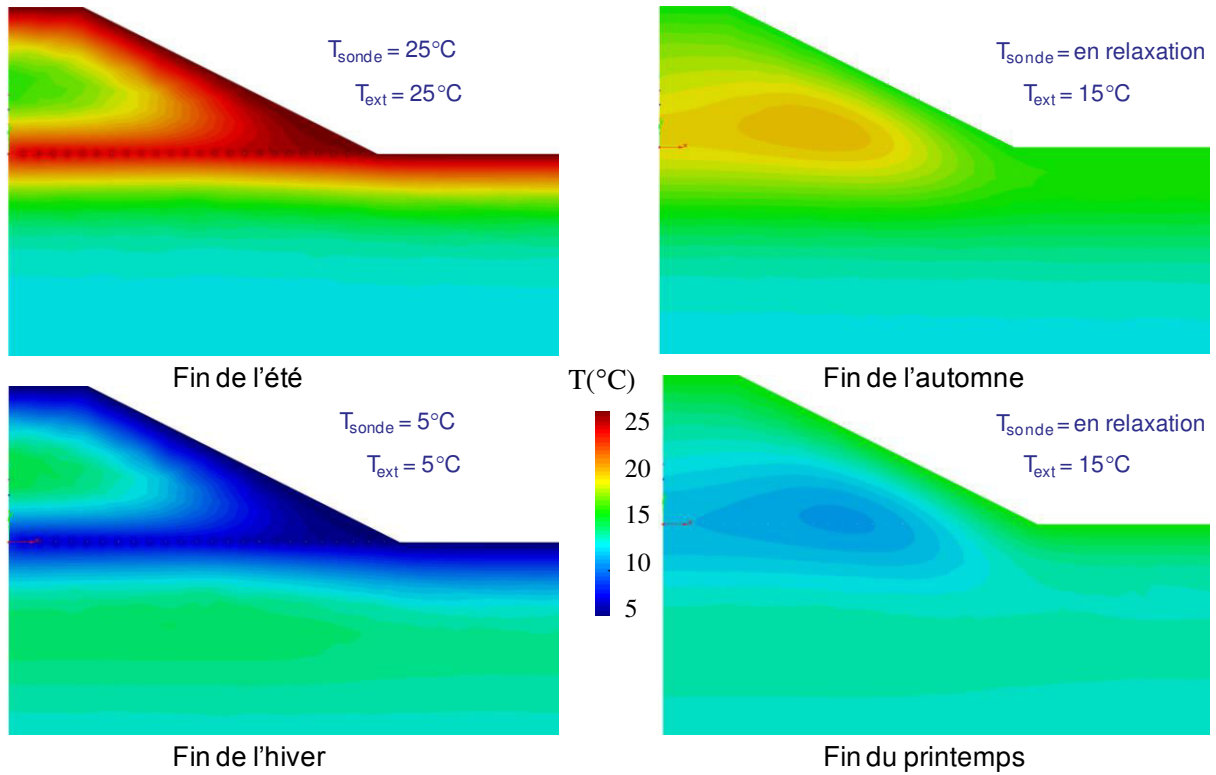 T_sonde = 25°C
T_ext = 25°C
Fin de l'été
T_sonde = en relaxation
T_ext = 15°C
Fin de l'automne
T(°C)
25
20
15
10
5
T_sonde = 5°C
T_ext = 5°C
Fin de l'hiver
T_sonde = en relaxation
T_ext = 15°C
Fin du printemps